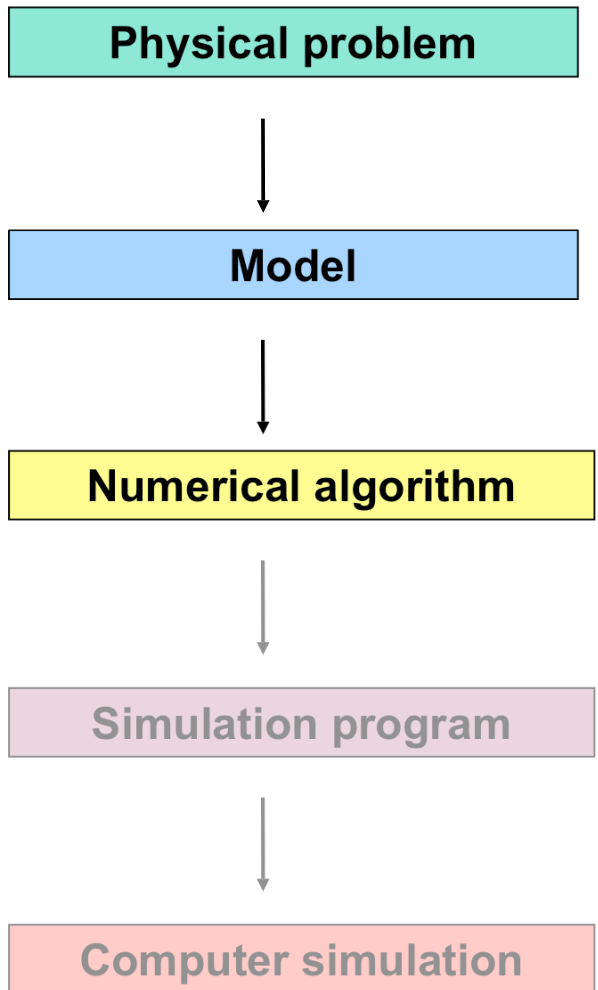 Physical problem
Model
Numerical algorithm
Simulation program
Computer simulation